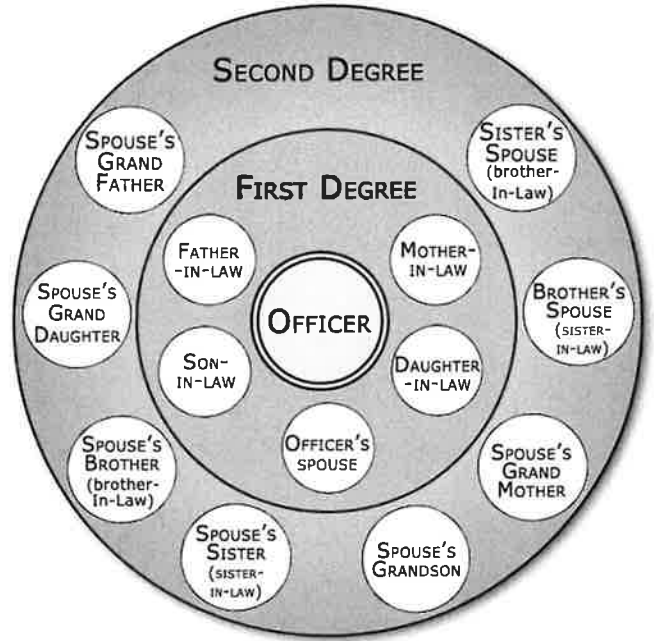 SECOND DEGREE
SPOUSE'S
GRAND
FATHER
SISTER'S
SPOUSE
(brother-
In-Law)
FIRST DEGREE
FATHER
-IN-LAW
MOTHER-
IN-LAW
SPOUSE'S
GRAND
DAUGHTER
OFFICER
BROTHER'S
SPOUSE
(SISTER-
IN-LAW)
SON-
IN-LAW
DAUGHTER
-IN-LAW
SPOUSE'S
BROTHER
(brother-
In-Law)
OFFICER'S
SPOUSE
SPOUSE'S
GRAND
MOTHER
SPOUSE'S
SISTER
(SISTER-
IN-LAW)
SPOUSE'S
GRANDSON